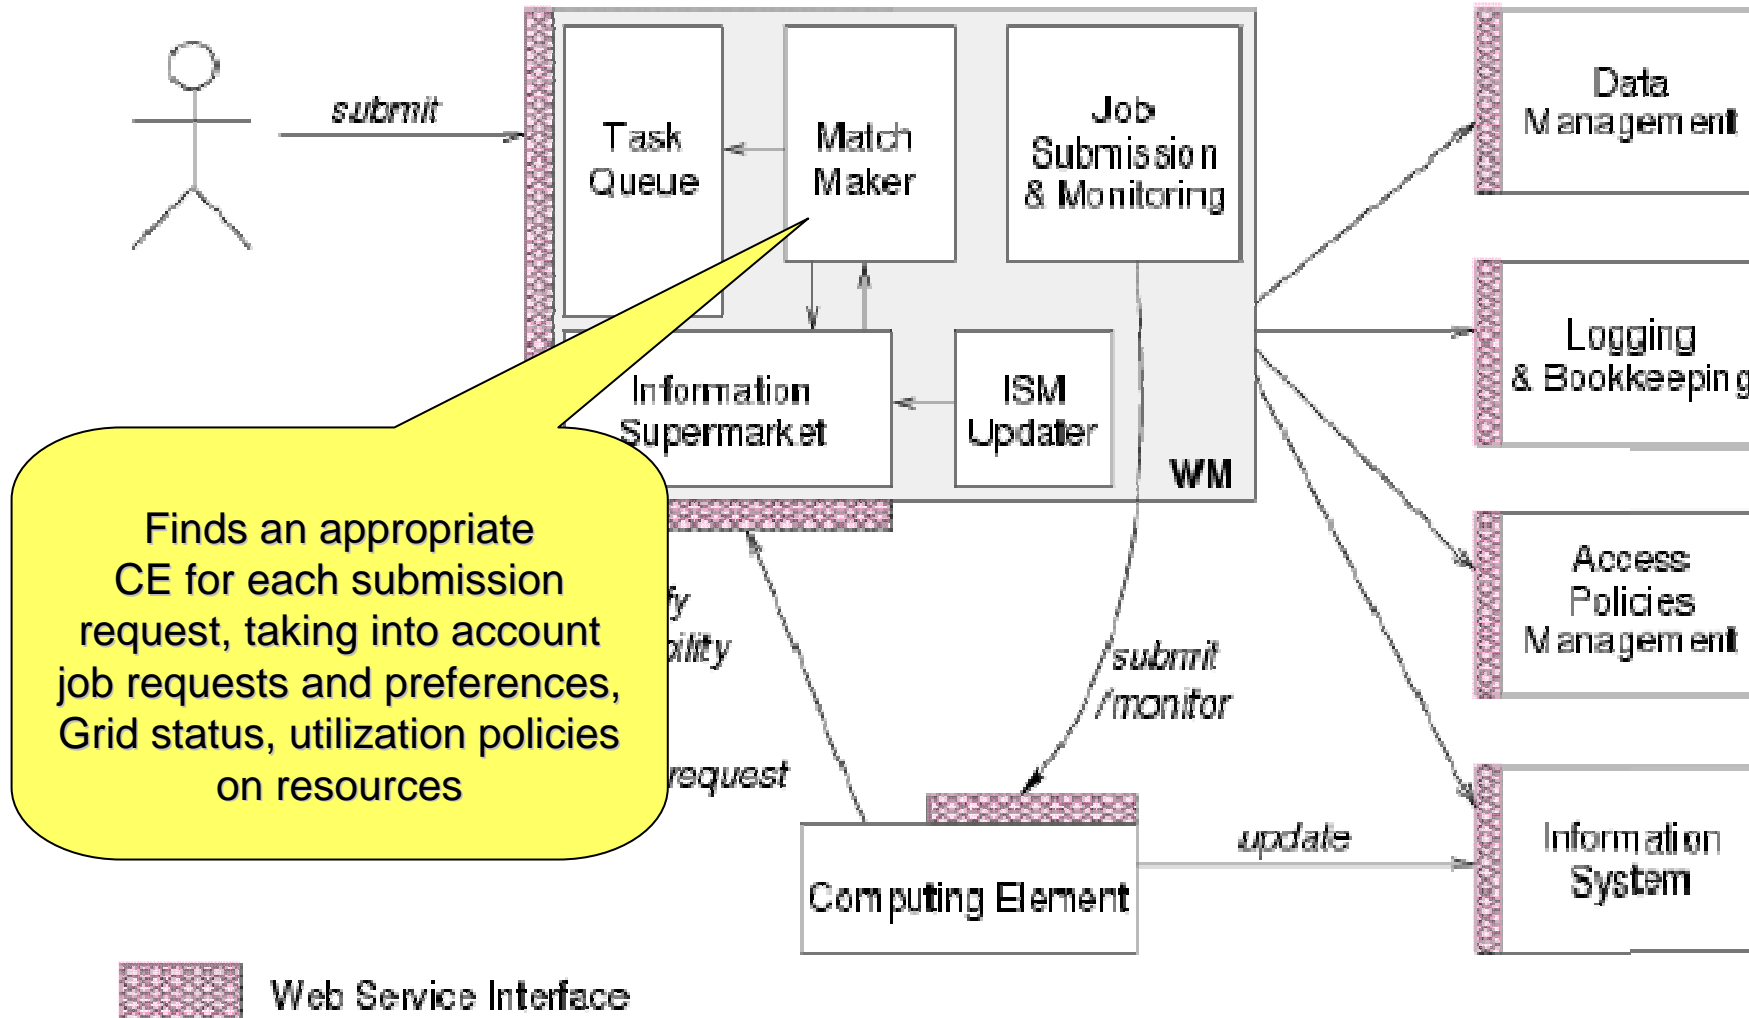 submit
Task
Queue
Match
Maker
Job
Submission
& Monitoring
Data
Management
Information
Supermarket
ISM
Updater
WM
Logging
& Bookkeeping
Finds an appropriate
CE for each submission
request, taking into account
job requests and preferences,
Grid status, utilization policies
on resources
request
submit
/monitor
Access
Policies
Management
Computing Element
update
Information
System
Web Service Interface